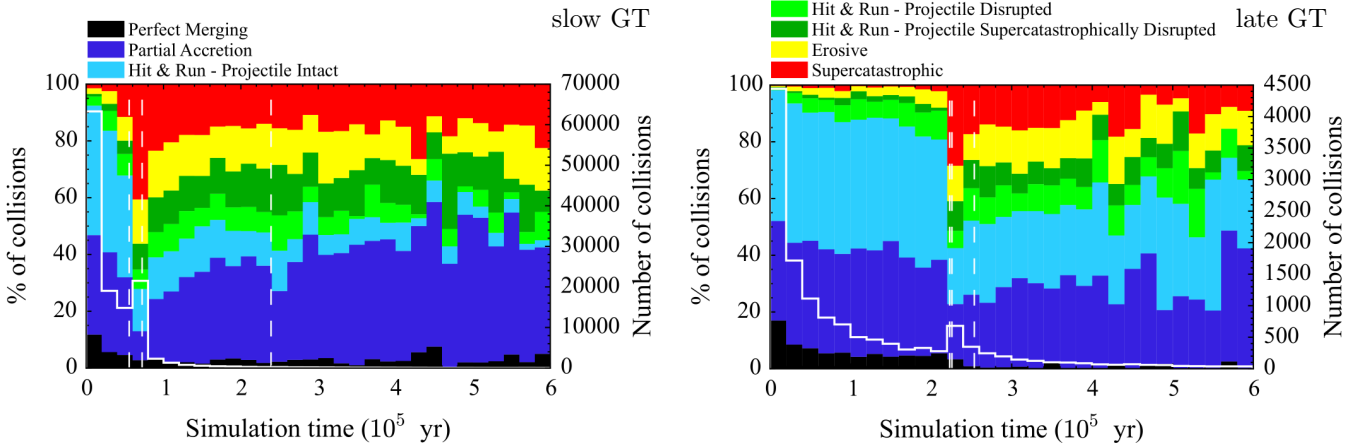 slow GT
Perfect Merging
Partial Accretion
Hit & Run - Projectile Intact
100
80
60
40
20
0
% of collisions
70000
60000
50000
40000
30000
20000
10000
0
Number of collisions
0 1 2 3 4 5 6
Simulation time (10^5 yr)
late GT
Hit & Run - Projectile Disrupted
Hit & Run - Projectile Supercatastrophically Disrupted
Erosive
Supercatastrophic
100
80
60
40
20
0
% of collisions
4500
4000
3500
3000
2500
2000
1500
1000
500
0
Number of collisions
0 1 2 3 4 5 6
Simulation time (10^5 yr)